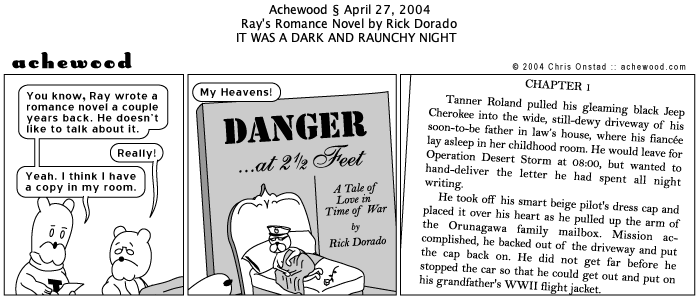 Achewood § April 27, 2004
Ray's Romance Novel by Rick Dorado
IT WAS A DARK AND RAUNCHY NIGHT
achewood
© 2004 Chris Onstad :: achewood.com
You know, Ray wrote a
romance novel a couple
years back. He doesn't
like to talk about it.
Really!
Yeah. I think I have
a copy in my room.
My Heavens!
DANGER
...at 2½ Feet
A Tale of
Love in
Time of War
by
Rick Dorado
CHAPTER 1
Tanner Roland pulled his gleaming black Jeep
Cherokee into the wide, still-dewy driveway of his
soon-to-be father in law's house, where his fiancée
lay asleep in her childhood room. He would leave for
Operation Desert Storm at 08:00, but wanted to
hand-deliver the letter he had spent all night
writing.
He took off his smart beige pilot's dress cap and
placed it over his heart as he pulled up the arm of
the Orunagawa family mailbox. Mission ac-
complished, he backed out of the driveway and put
the cap back on. He did not get far before he
stopped the car so that he could get out and put on
his grandfather's WWII flight jacket.